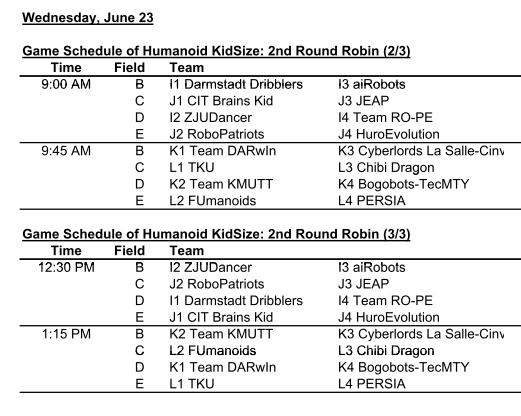 Wednesday, June 23
Game Schedule of Humanoid KidSize: 2nd Round Robin (2/3)
Time Field Team
9:00 AM B I1 Darmstadt Dribblers I3 aiRobots
C J1 CIT Brains Kid J3 JEAP
D I2 ZJUDancer I4 Team RO-PE
E J2 RoboPatriots J4 HuroEvolution
9:45 AM B K1 Team DARwIn K3 Cyberlords La Salle-Cinv
C L1 TKU L3 Chibi Dragon
D K2 Team KMUTT K4 Bogobots-TecMTY
E L2 FUmanoids L4 PERSIA
Game Schedule of Humanoid KidSize: 2nd Round Robin (3/3)
Time Field Team
12:30 PM B I2 ZJUDancer I3 aiRobots
C J2 RoboPatriots J3 JEAP
D I1 Darmstadt Dribblers I4 Team RO-PE
E J1 CIT Brains Kid J4 HuroEvolution
1:15 PM B K2 Team KMUTT K3 Cyberlords La Salle-Cinv
C L2 FUmanoids L3 Chibi Dragon
D K1 Team DARwIn K4 Bogobots-TecMTY
E L1 TKU L4 PERSIA